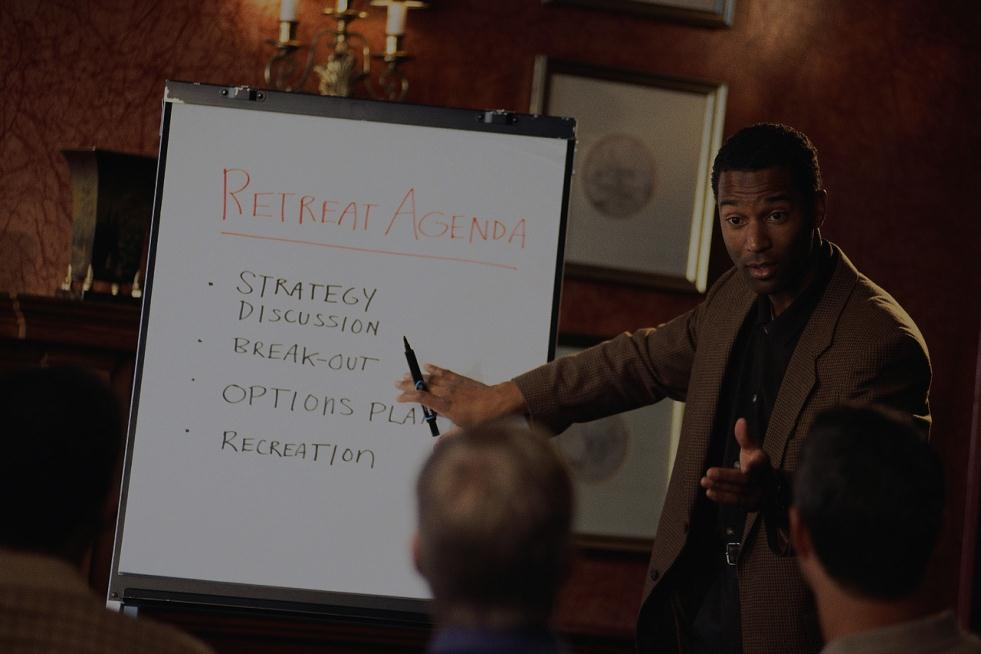 RETREAT AGENDA
• STRATEGY
DISCUSSION
• BREAK-OUT
• OPTIONS
• RECREATION